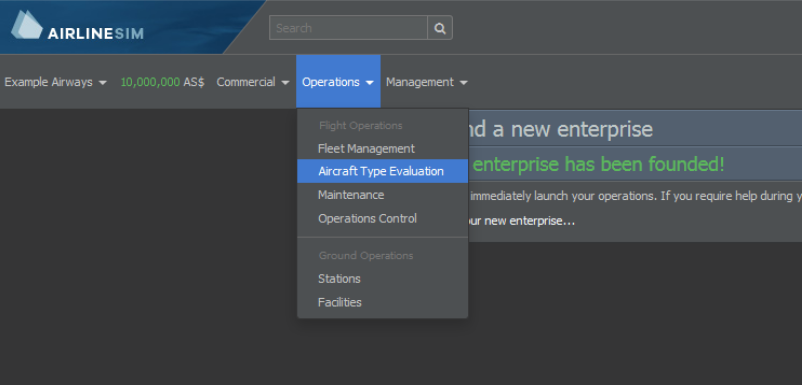 AIRLINESIM
Search
Example Airways 10,000,000 AS$ Commercial Operations Management
Flight Operations
Fleet Management
Aircraft Type Evaluation
Maintenance
Operations Control
Ground Operations
Stations
Facilities
a new enterprise
enterprise has been founded!
immediately launch your operations. If you require help during
new enterprise...